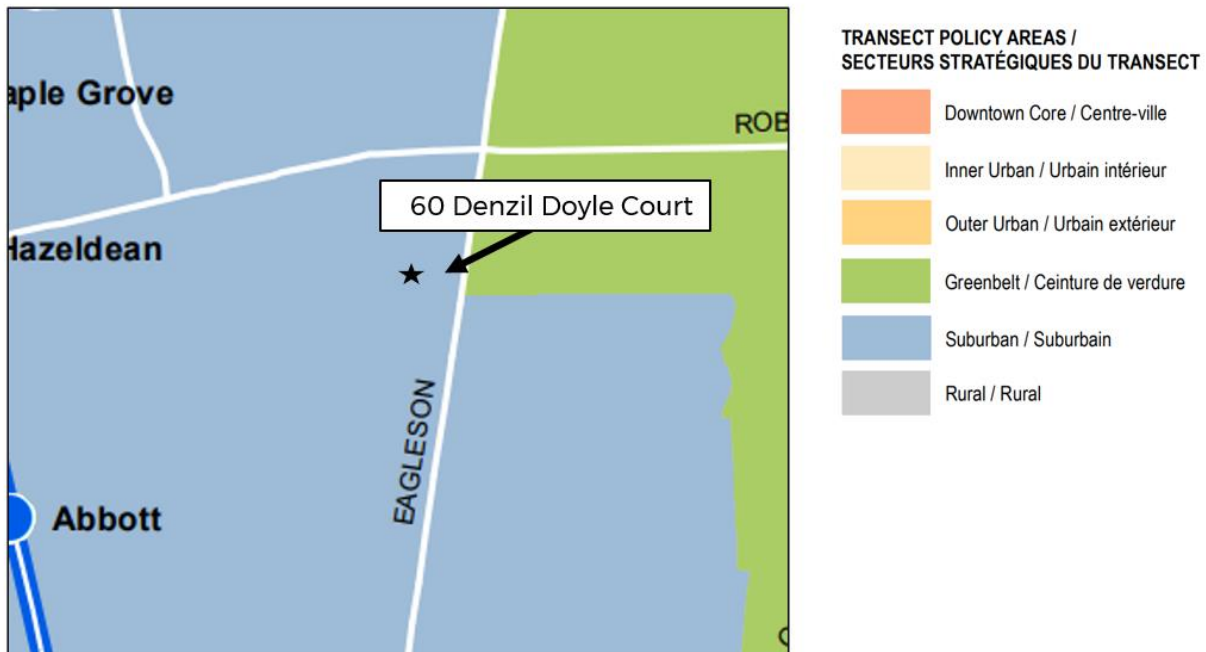 aple Grove
ROB
60 Denzil Doyle Court
Hazeldean
EAGLESON
Abbott
TRANSECT POLICY AREAS /
SECTEURS STRATÉGIQUES DU TRANSECT
Downtown Core / Centre-ville
Inner Urban / Urbain intérieur
Outer Urban / Urbain extérieur
Greenbelt / Ceinture de verdure
Suburban / Suburbain
Rural / Rural